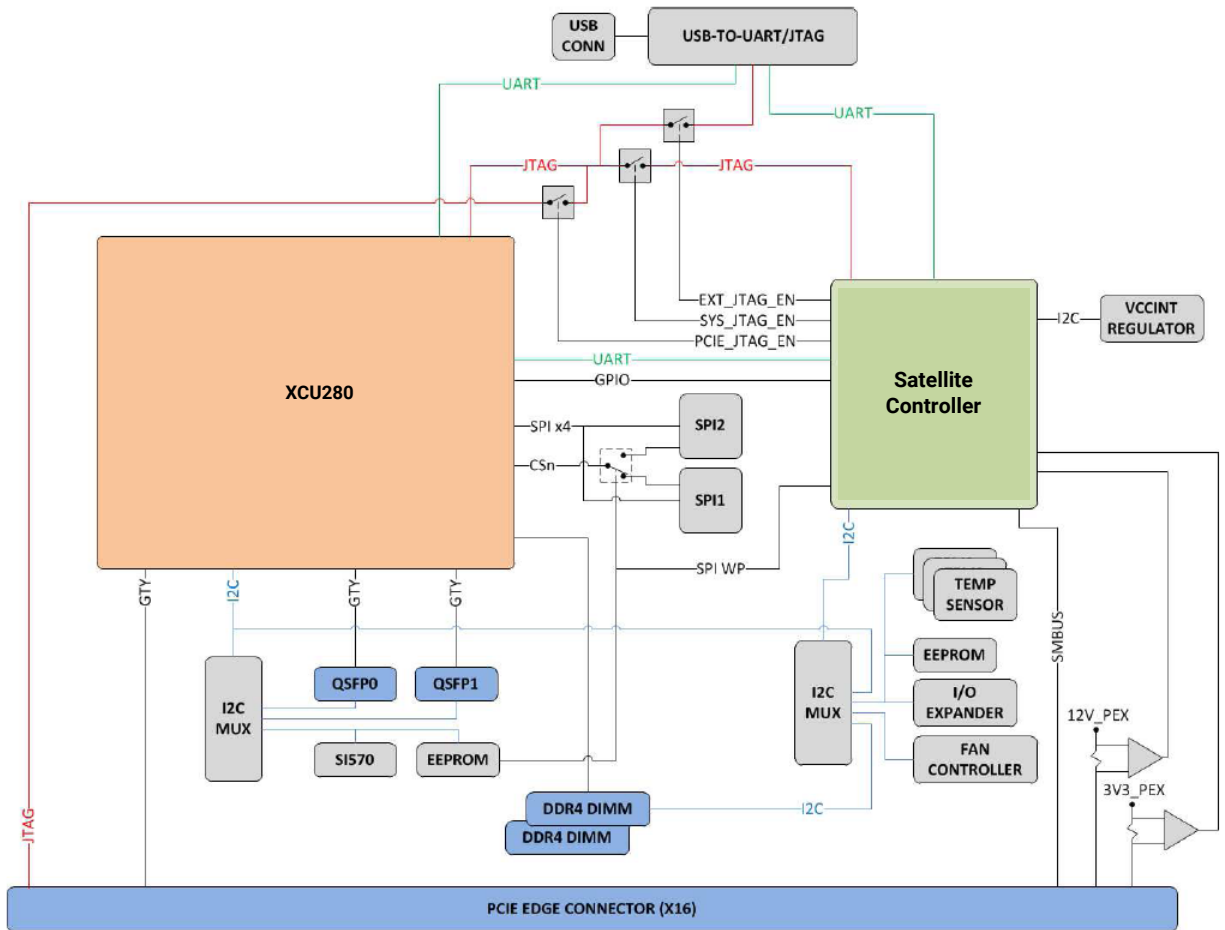 USB
CONN
USB-TO-UART/JTAG
UART
UART
JTAG
JTAG
EXT_JTAG_EN
SYS_JTAG_EN
PCIE_JTAG_EN
I2C
VCCINT
REGULATOR
UART
GPIO
XCU280
Satellite
Controller
SPI x4
SPI2
CSn
SPI1
I2C
SPI WP
TEMP
SENSOR
GTY
I2C
GTY
GTY
SMBUS
EEPROM
I2C
MUX
QSFP0
QSFP1
I2C
MUX
I/O
EXPANDER
12V_PEX
SI570
EEPROM
FAN
CONTROLLER
3V3_PEX
JTAG
DDR4 DIMM
I2C
DDR4 DIMM
PCIE EDGE CONNECTOR (X16)